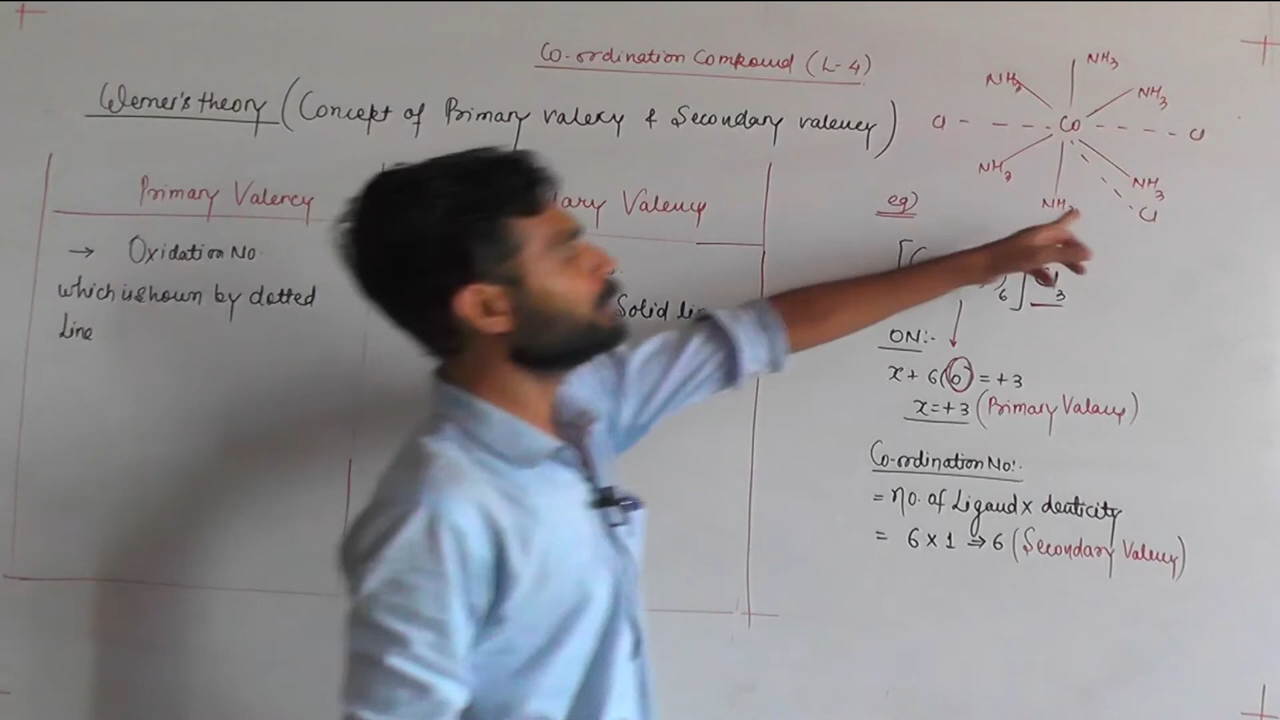 Co-ordination Compound (L-4)
Werner's theory (Concept of Primary valency & Secondary valency)
NH3
NH3
NH3
Cl
Co
Cl
NH3
NH3
Cl
NH3
Primary Valency
Valency
→ Oxidation No.
which is shown by dotted
line
Solid
eg)
6]
3
ON:-
x + 6(0) = +3
x = +3 (Primary Valency)
Co-ordination No:-
= no. of Ligand x denticity
= 6 x 1 ⇒ 6 (Secondary Valency)